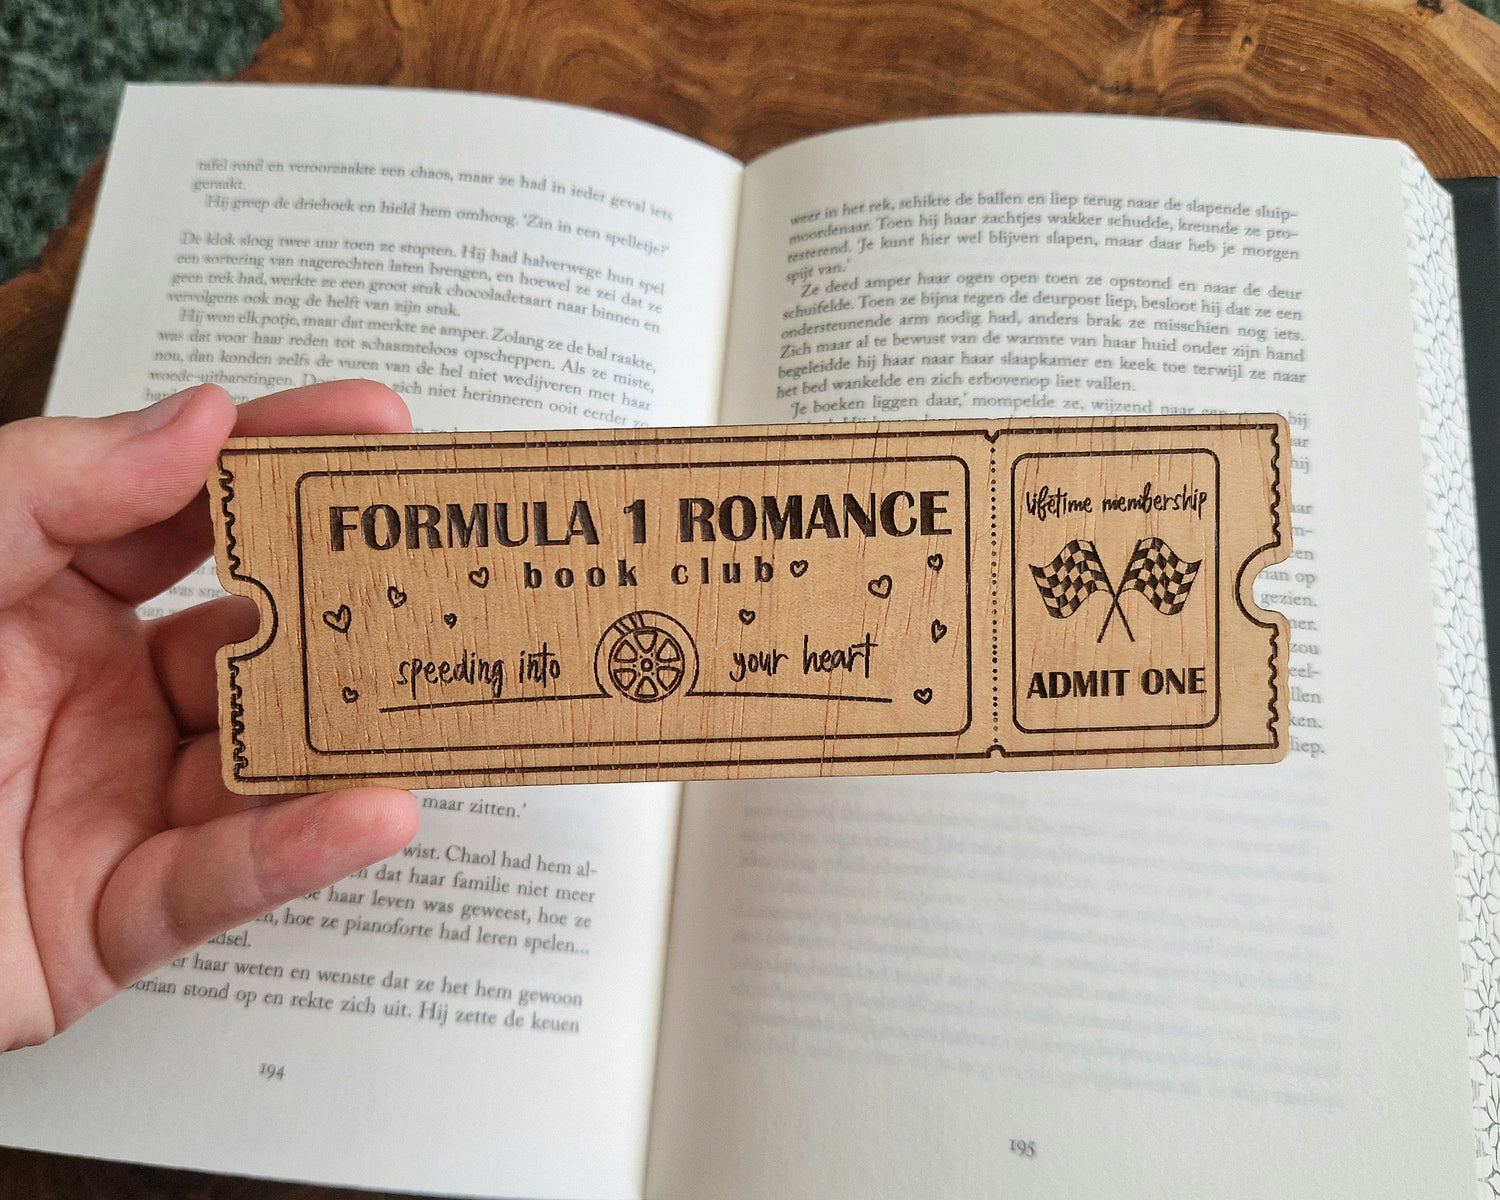 tafel rond en veroorzaakte een chaos, maar ze had in ieder geval iets
geraakt.
Hij greep de driehoek en hield hem omhoog. 'Zin in een spelletje?'
De klok sloeg twee uur toen ze stopten. Hij had halverwege hun spel
een sortering van nagerechten laten brengen, en hoewel ze zei dat ze
geen trek had, werkte ze een groot stuk chocoladetaart naar binnen en
vervolgens ook nog de helft van zijn stuk.
Hij won elk potje, maar dat merkte ze amper. Zolang ze de bal raakte,
was dat voor haar reden tot schaamteloos opscheppen. Als ze miste,
nou, dan konden zelfs de vuren van de hel niet wedijveren met haar
woede-uitbarstingen. zich niet herinneren ooit eerder
maar zitten.'
wist. Chaol had hem al-
dat haar familie niet meer
haar leven was geweest, hoe ze
hoe ze pianoforte had leren spelen...
haar weten en wenste dat ze het hem gewoon
Dorian stond op en rekte zich uit. Hij zette de keuen
194
weer in het rek, schikte de ballen en liep terug naar de slapende sluip-
moordenaar. Toen hij haar zachtjes wakker schudde, kreunde ze pro-
testerend. 'Je kunt hier wel blijven slapen, maar daar heb je morgen
spijt van.'
Ze deed amper haar ogen open toen ze opstond en naar de deur
schuifelde. Toen ze bijna tegen de deurpost liep, besloot hij dat ze een
ondersteunende arm nodig had, anders brak ze misschien nog iets.
Zich maar al te bewust van de warmte van haar huid onder zijn hand
begeleidde hij haar naar haar slaapkamer en keek toe terwijl ze naar
het bed wankelde en zich erbovenop liet vallen.
'Je boeken liggen daar,' mompelde ze, wijzend naar een bij
op
gezien.
zou
195
FORMULA 1 ROMANCE
book club
speeding into your heart
lifetime membership
ADMIT ONE